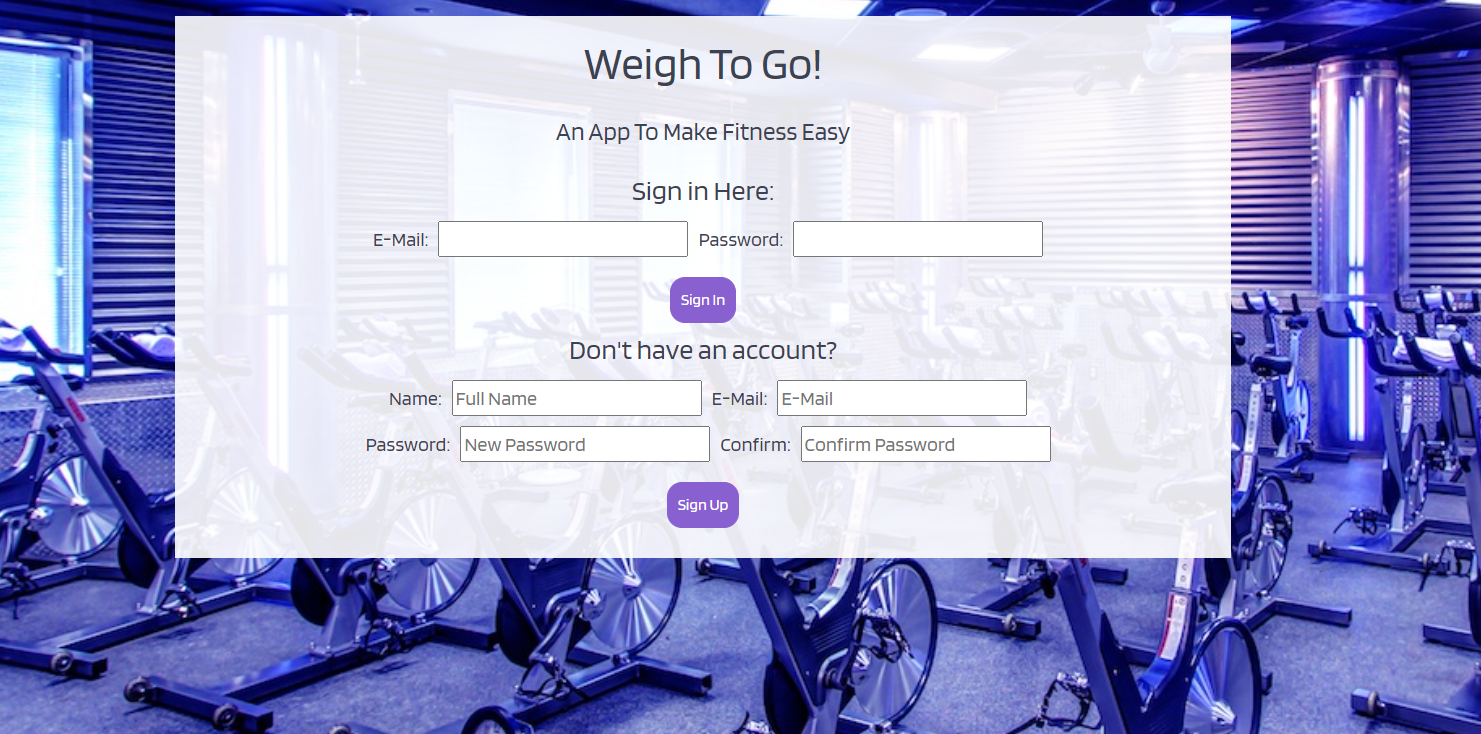 Weigh To Go!
An App To Make Fitness Easy
Sign in Here:
E-Mail: Password:
Sign In
Don't have an account?
Name: Full Name E-Mail: E-Mail
Password: New Password Confirm: Confirm Password
Sign Up